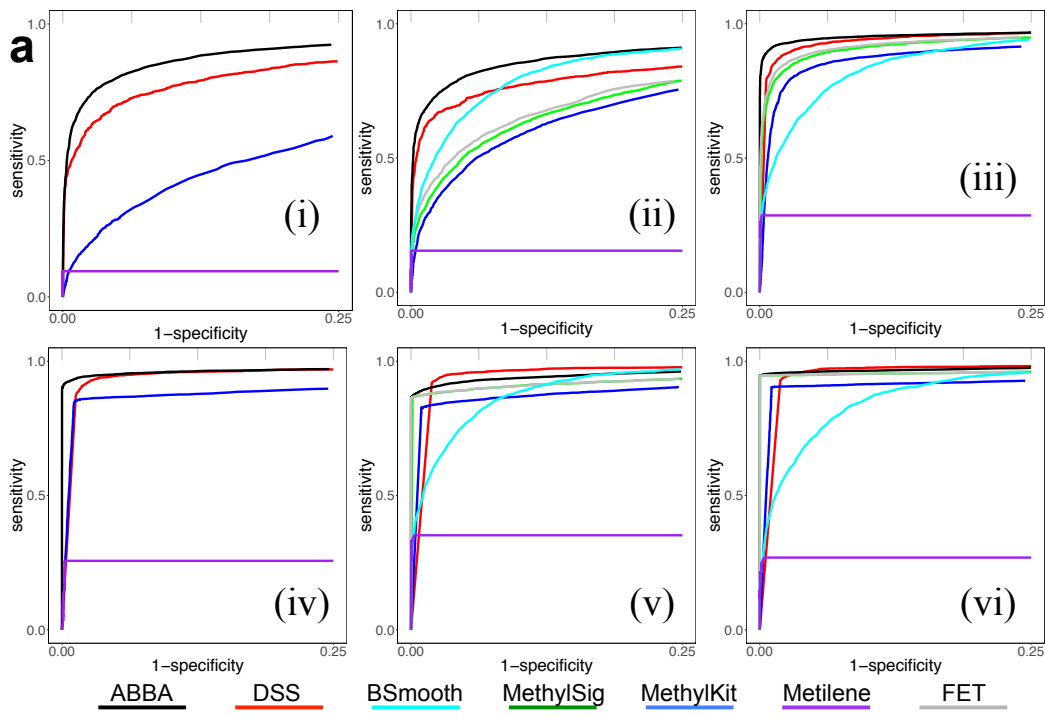 a
1.0
0.5
0.0
sensitivity
(i)
0.00
0.25
1−specificity
1.0
0.5
0.0
sensitivity
(ii)
0.00
0.25
1−specificity
1.0
0.5
0.0
sensitivity
(iii)
0.00
0.25
1−specificity
1.0
0.5
0.0
sensitivity
(iv)
0.00
0.25
1−specificity
1.0
0.5
0.0
sensitivity
(v)
0.00
0.25
1−specificity
1.0
0.5
0.0
sensitivity
(vi)
0.00
0.25
1−specificity
ABBA DSS BSmooth MethylSig MethylKit Metilene FET